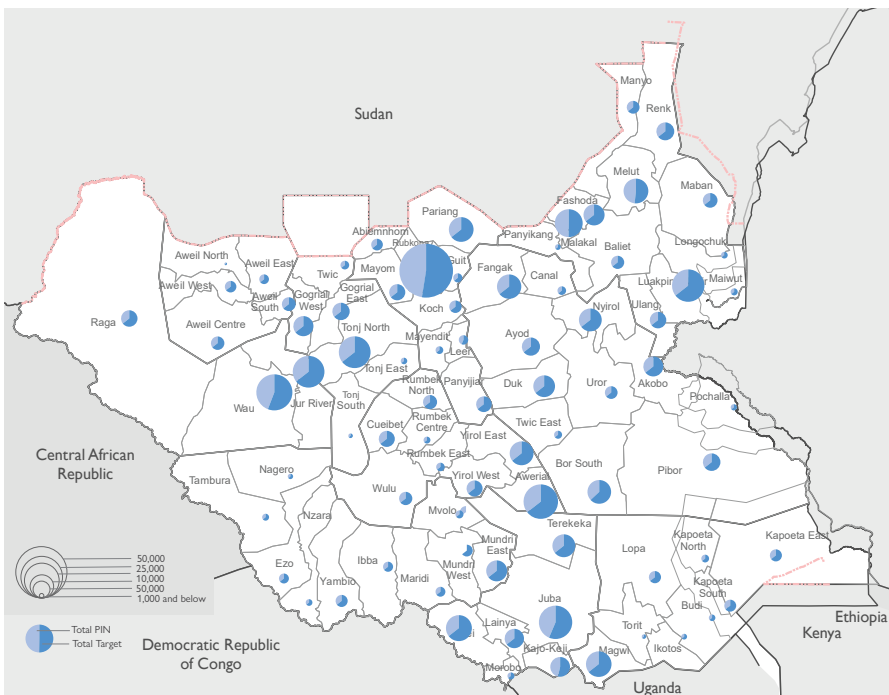 Sudan
Manyo
Renk
Melut
Maban
Fashoda
Pariang
Abiemnhom
Panyikang
Malakal
Longochuk
Aweil North
Aweil East
Twic
Mayom
Guit
Fangak
Canal
Baliet
Maiwut
Aweil West
Aweil
South
Gogrial
West
Gogrial
East
Koch
Nyirol
Ulang
Raga
Aweil Centre
Tonj North
Mayendit
Leer
Ayod
Tonj East
Akobo
Wau
Jur River
Tonj
South
Rumbek
North
Panyijia
Duk
Uror
Pochalla
Cueibet
Rumbek
Centre
Yirol East
Twic East
Central African
Republic
Rumbek East
Tambura
Nagero
Wulu
Yirol West
Awerial
Bor South
Pibor
Nzara
Mvolo
Terekeka
Mundri
East
Lopa
Kapoeta
North
Kapoeta East
Ezo
Ibba
Mundri
West
Yambio
Maridi
Kapoeta
South
Juba
Budi
50,000
25,000
10,000
50,000
1,000 and below
Lainya
Torit
Ethiopia
Kenya
Total PIN
Total Target
Democratic Republic
of Congo
Kajo-Keji
Magwi
Ikotos
Morobo
Uganda